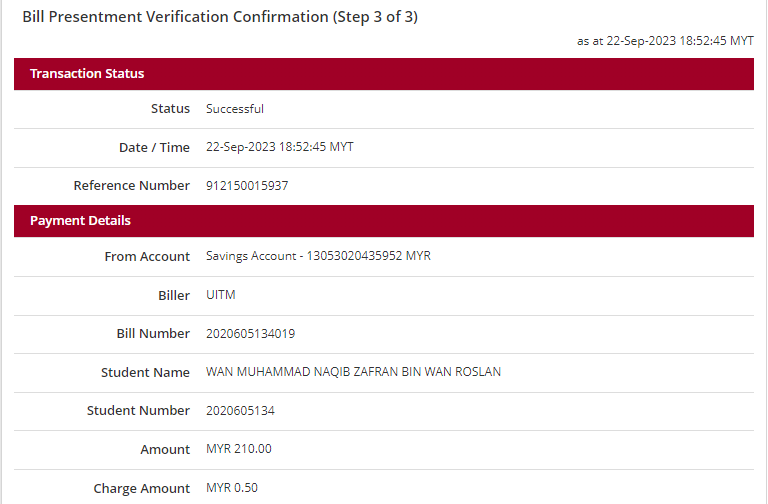 Bill Presentment Verification Confirmation (Step 3 of 3)
as at 22-Sep-2023 18:52:45 MYT
Transaction Status
Status Successful
Date / Time 22-Sep-2023 18:52:45 MYT
Reference Number 912150015937
Payment Details
From Account Savings Account - 13053020435952 MYR
Biller UITM
Bill Number 2020605134019
Student Name WAN MUHAMMAD NAQIB ZAFRAN BIN WAN ROSLAN
Student Number 2020605134
Amount MYR 210.00
Charge Amount MYR 0.50